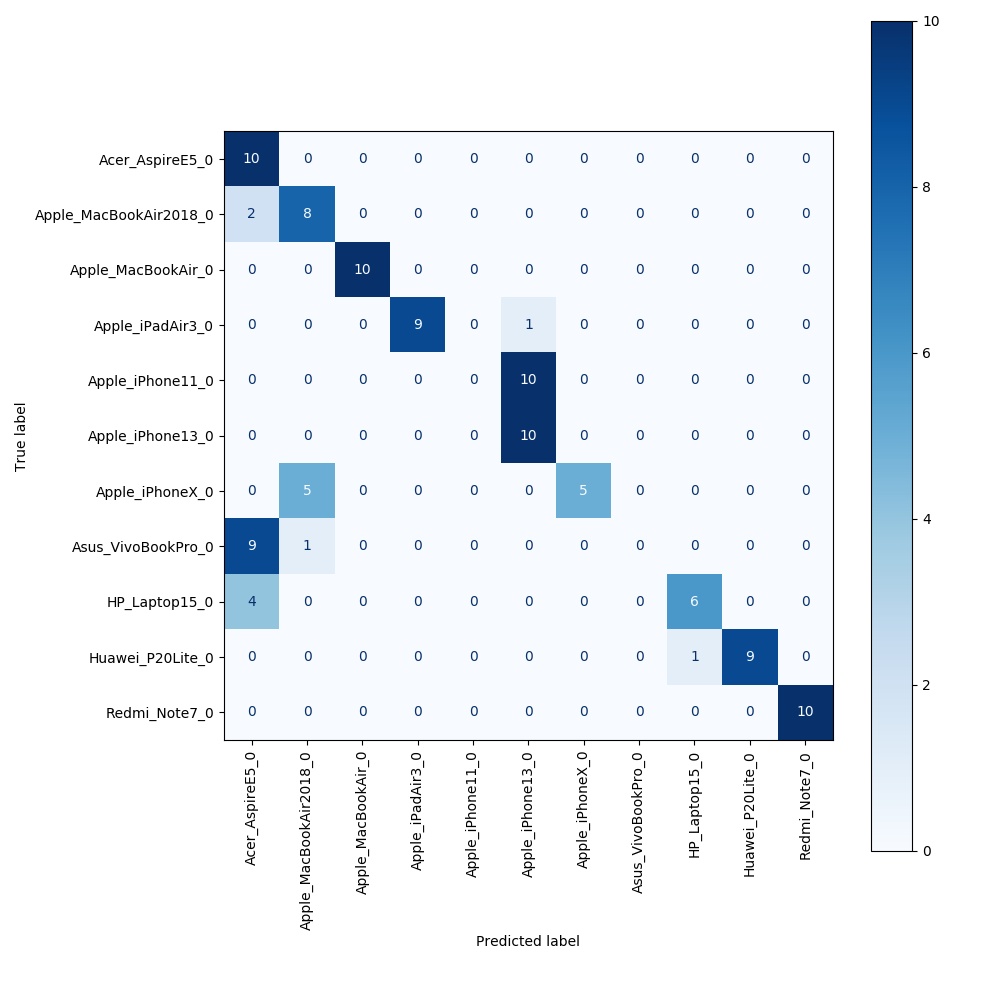 10
Acer_AspireE5_0 10 0 0 0 0 0 0 0 0 0 0
8
Apple_MacBookAir2018_0 2 8 0 0 0 0 0 0 0 0 0
Apple_MacBookAir_0 0 0 10 0 0 0 0 0 0 0 0
Apple_iPadAir3_0 0 0 0 9 0 1 0 0 0 0 0
6
Apple_iPhone11_0 0 0 0 0 0 10 0 0 0 0 0
True label
Apple_iPhone13_0 0 0 0 0 0 10 0 0 0 0 0
Apple_iPhoneX_0 0 5 0 0 0 0 5 0 0 0 0
4
Asus_VivoBookPro_0 9 1 0 0 0 0 0 0 0 0 0
HP_Laptop15_0 4 0 0 0 0 0 0 0 6 0 0
Huawei_P20Lite_0 0 0 0 0 0 0 0 0 1 9 0
2
Redmi_Note7_0 0 0 0 0 0 0 0 0 0 0 10
0
Acer_AspireE5_0
Apple_MacBookAir2018_0
Apple_MacBookAir_0
Apple_iPadAir3_0
Apple_iPhone11_0
Apple_iPhone13_0
Apple_iPhoneX_0
Asus_VivoBookPro_0
HP_Laptop15_0
Huawei_P20Lite_0
Redmi_Note7_0
Predicted label